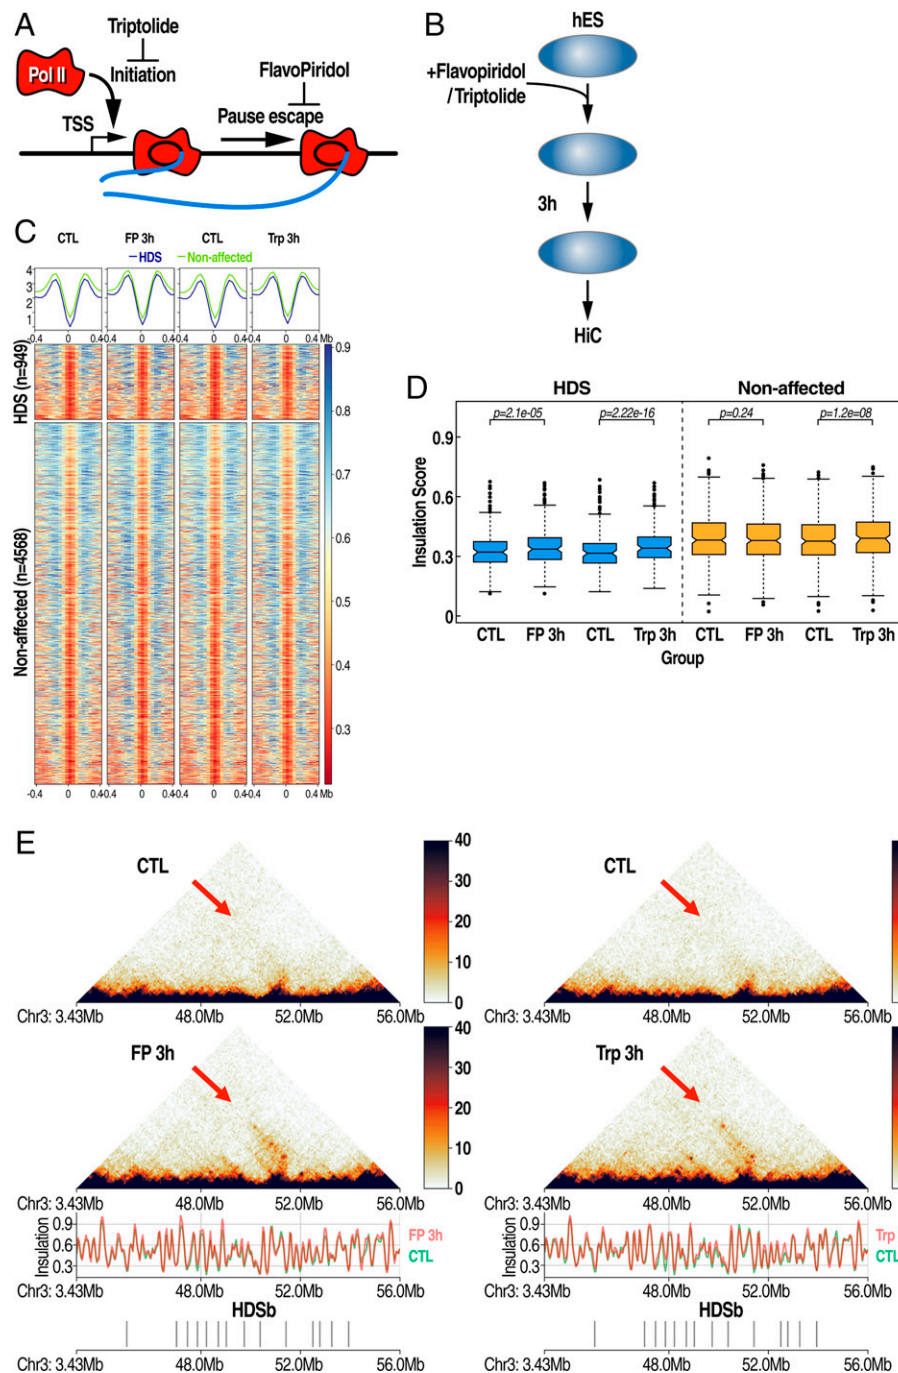 A
Triptolide
Pol II
Initiation
FlavoPiridol
TSS
Pause escape
B
hES
+Flavopiridol
/Triptolide
3h
HiC
C
CTL FP 3h CTL Trp 3h
HDS Non-affected
4
3
2
1
-0.4 0 0.4 -0.4 0 0.4 -0.4 0 0.4 -0.4 0 0.4 Mb
HDS (n=949)
Non-affected (n=4568)
0.9
0.8
0.7
0.6
0.5
0.4
0.3
-0.4 0 0.4 -0.4 0 0.4 -0.4 0 0.4 -0.4 0 0.4 Mb
D
HDS Non-affected
p=2.1e-05 p=2.22e-16 p=0.24 p=1.2e=08
Insulation Score
0.9
0.6
0.3
0
CTL FP 3h CTL Trp 3h CTL FP 3h CTL Trp 3h
Group
E
CTL
40
30
20
10
0
Chr3: 3.43Mb 48.0Mb 52.0Mb 56.0Mb
CTL
Chr3: 3.43Mb 48.0Mb 52.0Mb 56.0Mb
FP 3h
40
30
20
10
0
Chr3: 3.43Mb 48.0Mb 52.0Mb 56.0Mb
Trp 3h
Chr3: 3.43Mb 48.0Mb 52.0Mb 56.0Mb
Insulation
0.9
0.6
0.3
FP 3h
CTL
Chr3: 3.43Mb 48.0Mb 52.0Mb 56.0Mb
Insulation
0.9
0.6
0.3
Trp
CTL
Chr3: 3.43Mb 48.0Mb 52.0Mb 56.0Mb
HDSb
Chr3: 3.43Mb 48.0Mb 52.0Mb 56.0Mb
HDSb
Chr3: 3.43Mb 48.0Mb 52.0Mb 56.0Mb